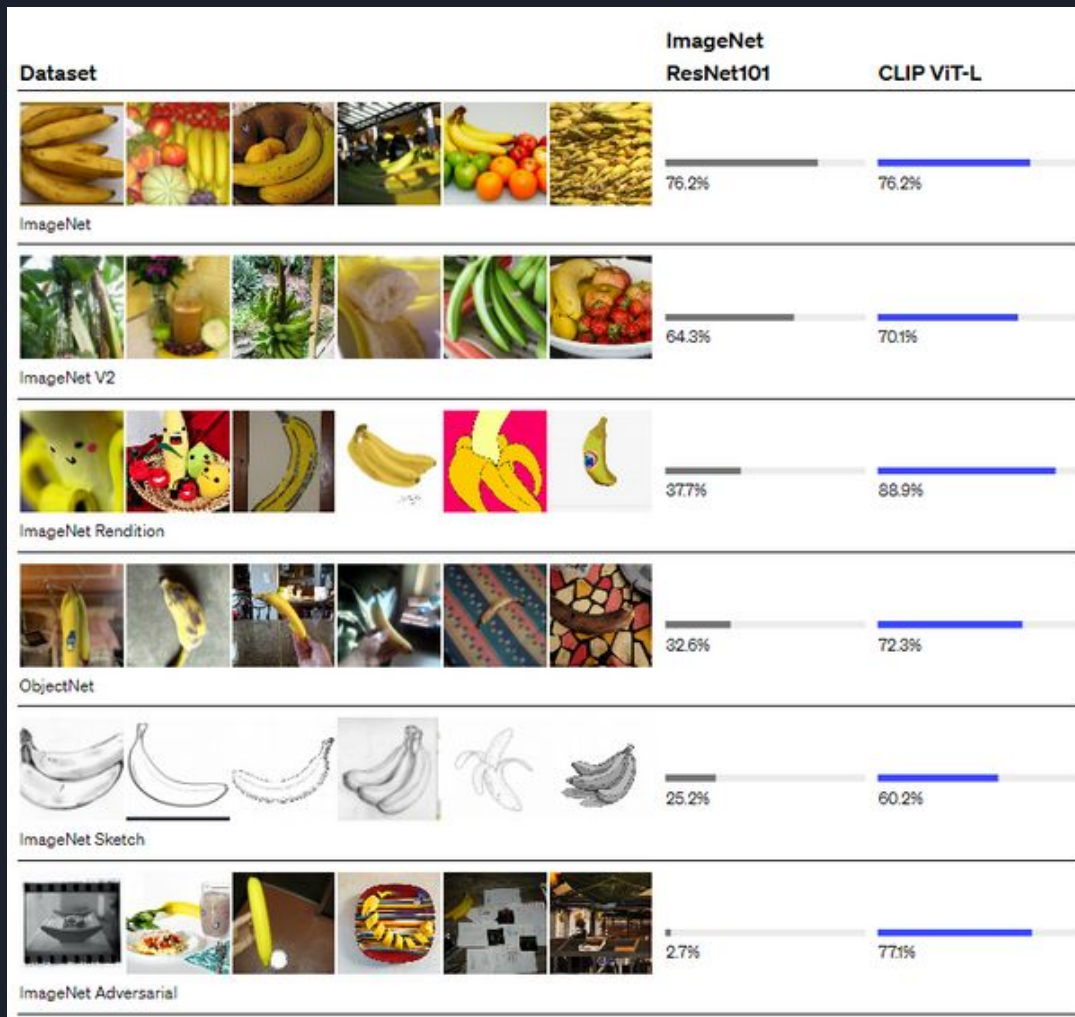 ImageNet
Dataset ResNet101 CLIP ViT-L
76.2% 76.2%
ImageNet
64.3% 70.1%
ImageNet V2
37.7% 88.9%
ImageNet Rendition
32.6% 72.3%
ObjectNet
25.2% 60.2%
ImageNet Sketch
2.7% 77.1%
ImageNet Adversarial